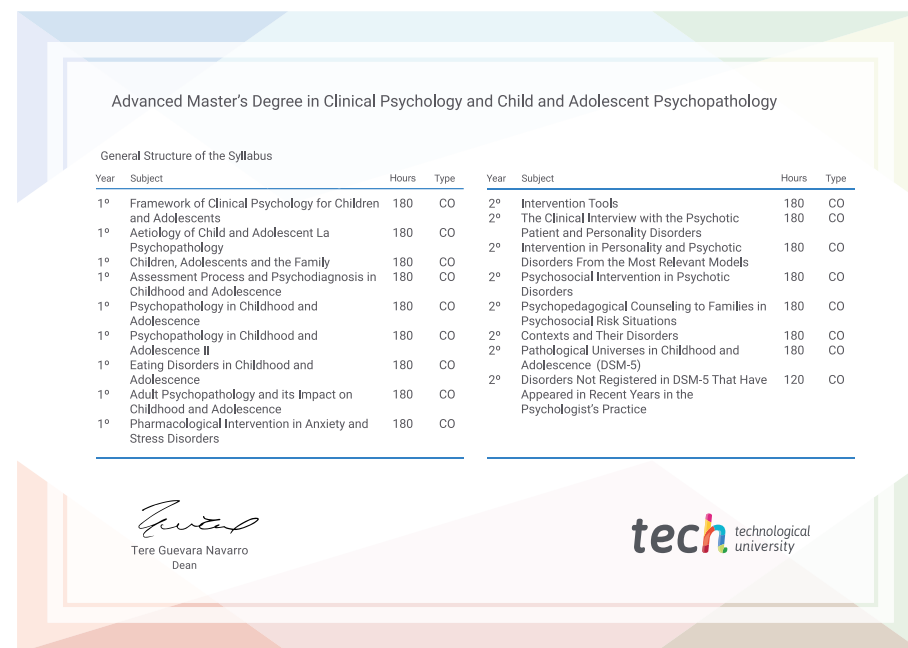 Advanced Master's Degree in Clinical Psychology and Child and Adolescent Psychopathology
General Structure of the Syllabus
Year Subject Hours Type
1º Framework of Clinical Psychology for Children 180 CO
and Adolescents
1º Aetiology of Child and Adolescent La 180 CO
Psychopathology
1º Children, Adolescents and the Family 180 CO
1º Assessment Process and Psychodiagnosis in 180 CO
Childhood and Adolescence
1º Psychopathology in Childhood and 180 CO
Adolescence
1º Psychopathology in Childhood and 180 CO
Adolescence II
1º Eating Disorders in Childhood and 180 CO
Adolescence
1º Adult Psychopathology and its Impact on 180 CO
Childhood and Adolescence
1º Pharmacological Intervention in Anxiety and 180 CO
Stress Disorders
Year Subject Hours Type
2º Intervention Tools 180 CO
2º The Clinical Interview with the Psychotic 180 CO
Patient and Personality Disorders
2º Intervention in Personality and Psychotic 180 CO
Disorders From the Most Relevant Models
2º Psychosocial Intervention in Psychotic 180 CO
Disorders
2º Psychopedagogical Counseling to Families in 180 CO
Psychosocial Risk Situations
2º Contexts and Their Disorders 180 CO
2º Pathological Universes in Childhood and 180 CO
Adolescence (DSM-5)
2º Disorders Not Registered in DSM-5 That Have 120 CO
Appeared in Recent Years in the
Psychologist's Practice
Tere Guevara Navarro
Dean
tech technological
university